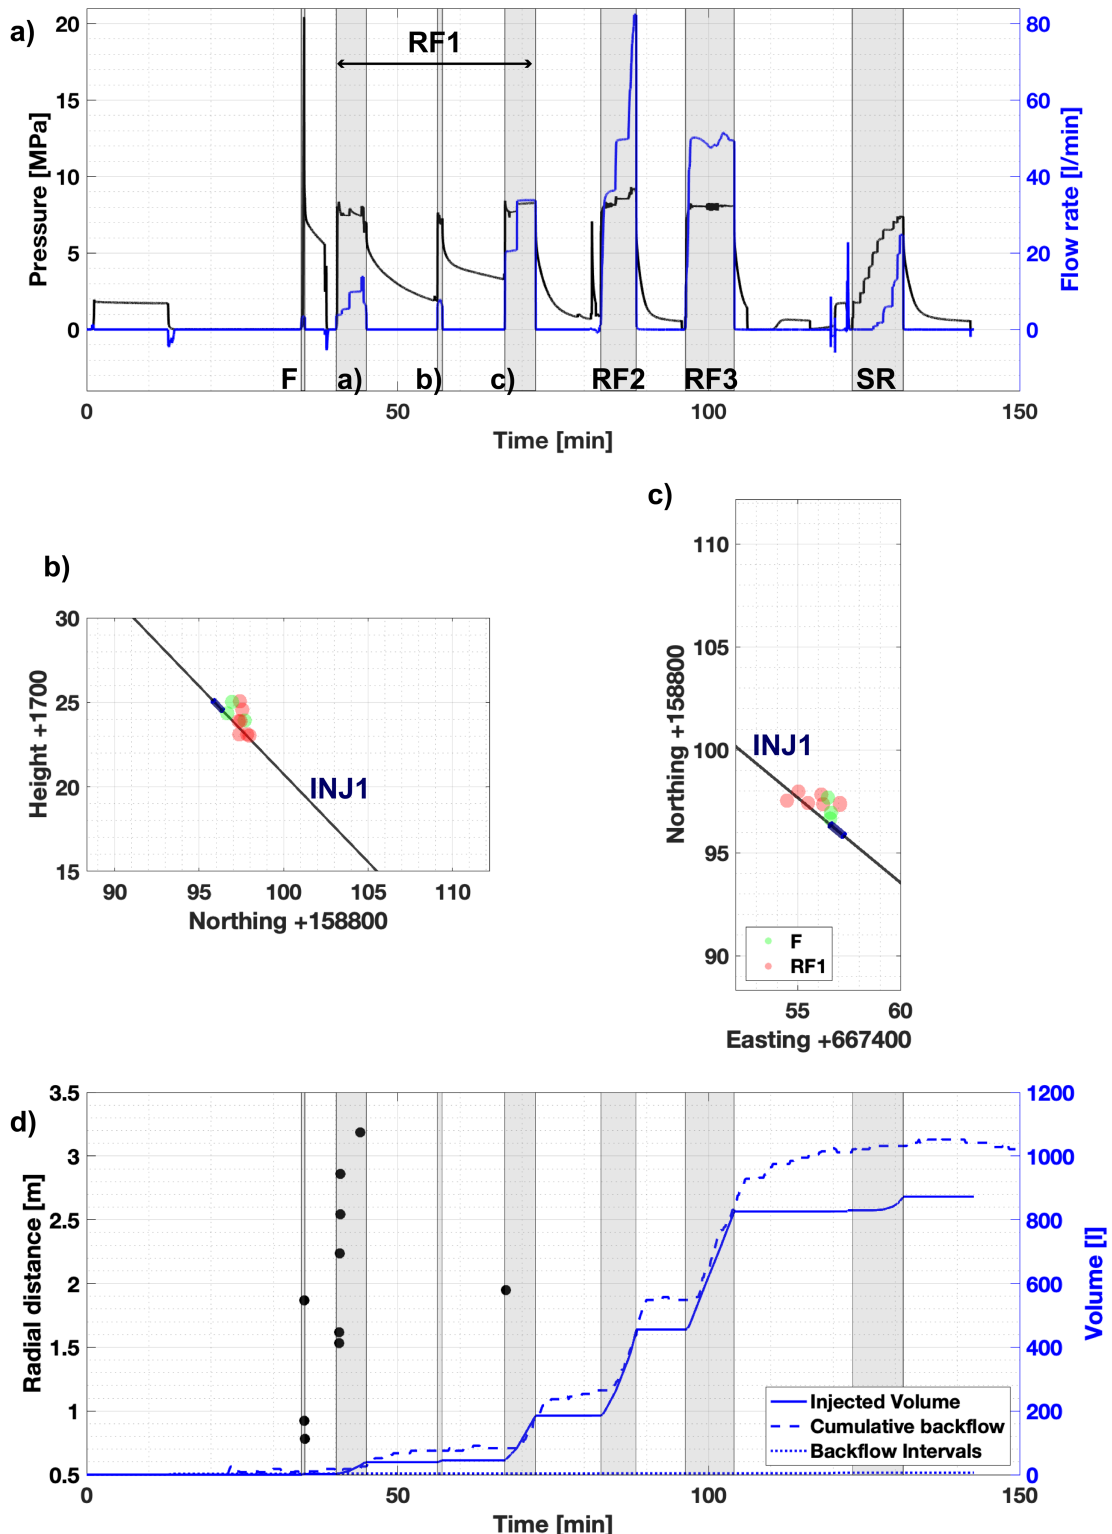 a)
20
15
10
5
0
Pressure [MPa]
RF1
F
a)
b)
c)
RF2
RF3
SR
80
60
40
20
0
Flow rate [l/min]
0
50
100
150
Time [min]
b)
30
25
20
15
Height +1700
INJ1
90
95
100
105
110
Northing +158800
c)
110
105
100
95
90
Northing +158800
INJ1
F
RF1
55
60
Easting +667400
d)
3.5
3
2.5
2
1.5
1
0.5
Radial distance [m]
1200
1000
800
600
400
200
0
Volume [l]
Injected Volume
Cumulative backflow
Backflow Intervals
0
50
100
150
Time [min]